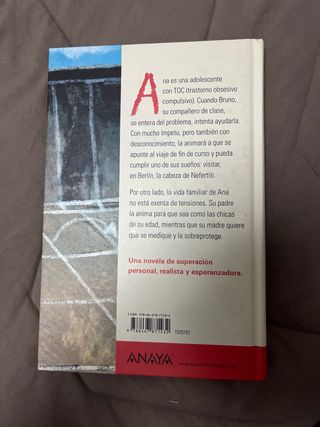 Ana es una adolescente
con TOC (trastorno obsesivo
compulsivo). Cuando Bruno,
su compañero de clase,
se entera del problema, intenta ayudarla.
Con mucho ímpetu, pero también con
desconocimiento, la animará a que se
apunte al viaje de fin de curso y pueda
cumplir uno de sus sueños: visitar,
en Berlín, la cabeza de Nefertiti.
Por otro lado, la vida familiar de Ana
no está exenta de tensiones. Su padre
la anima para que sea como las chicas
de su edad, mientras que su madre quiere
que se medique y la sobreprotege.
Una novela de superación
personal, realista y esperanzadora.
1525167
ANAYA